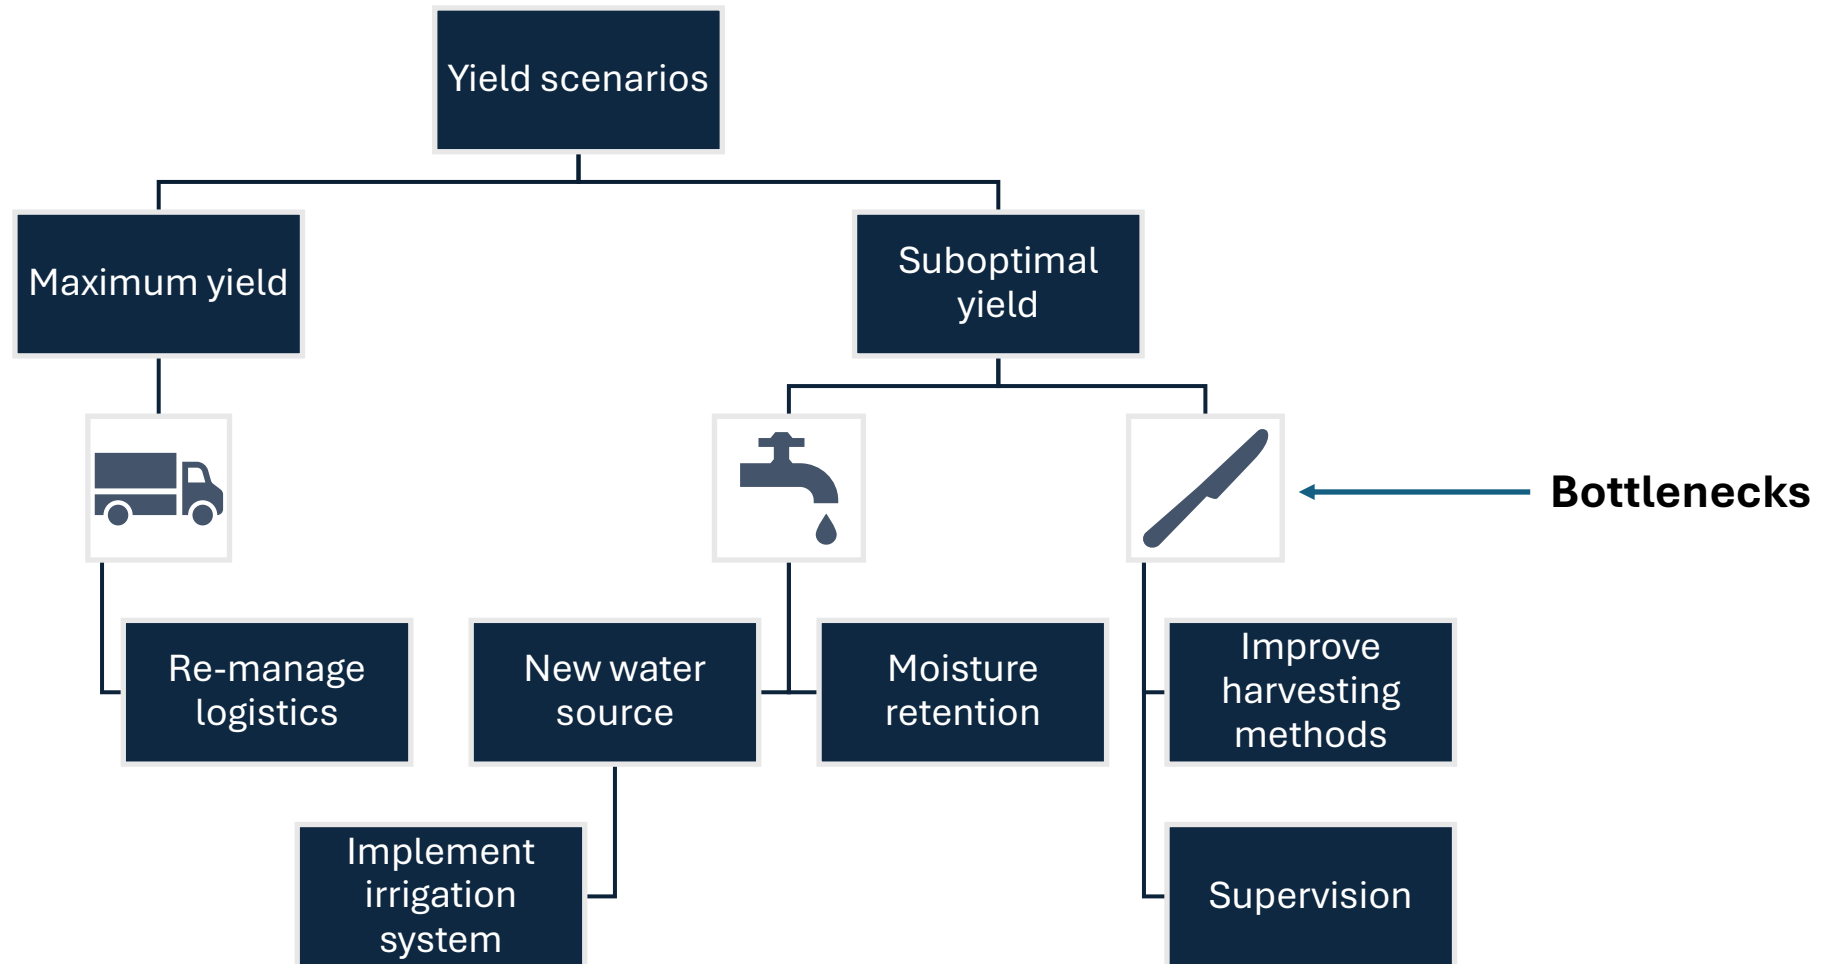 Yield scenarios
Maximum yield
Suboptimal
yield
Bottlenecks
Re-manage
logistics
New water
source
Moisture
retention
Improve
harvesting
methods
Implement
irrigation
system
Supervision